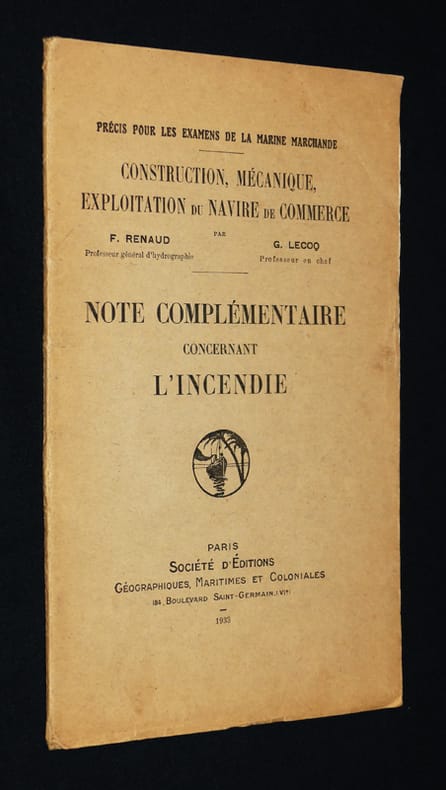 PRÉCIS POUR LES EXAMENS DE LA MARINE MARCHANDE
CONSTRUCTION, MÉCANIQUE,
EXPLOITATION DU NAVIRE DE COMMERCE
PAR
F. RENAUD
Professeur général d'hydrographie
G. LECOQ
Professeur en chef
NOTE COMPLÉMENTAIRE
CONCERNANT
L'INCENDIE
PARIS
SOCIÉTÉ D'ÉDITIONS
GÉOGRAPHIQUES, MARITIMES ET COLONIALES
184, BOULEVARD SAINT-GERMAIN, (VIe)
1933